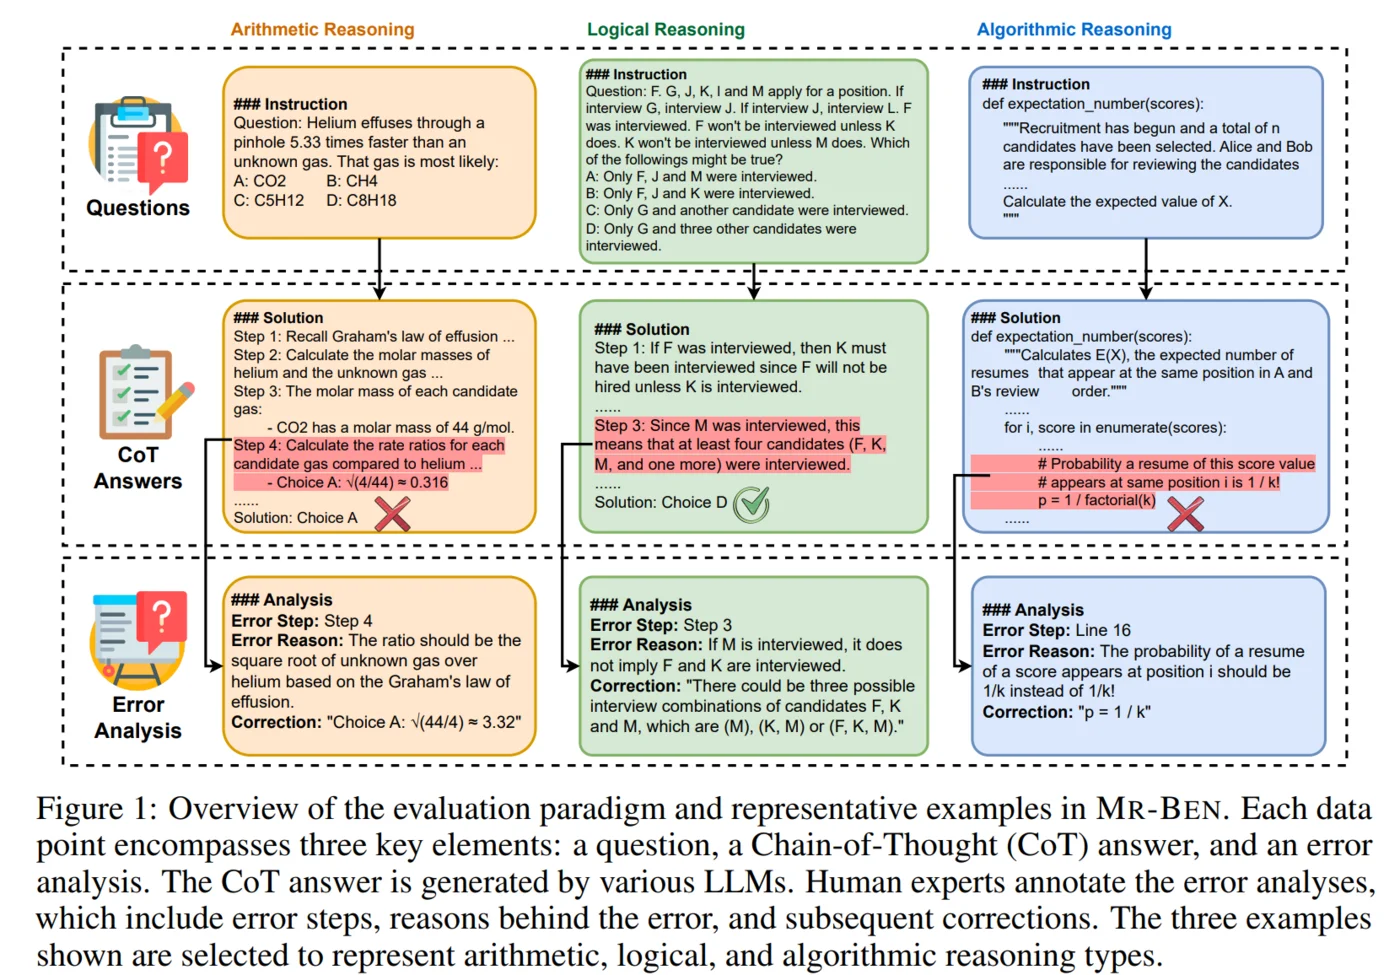 Arithmetic Reasoning
Logical Reasoning
Algorithmic Reasoning
Questions
### Instruction
Question: Helium effuses through a
pinhole 5.33 times faster than an
unknown gas. That gas is most likely:
A: CO2 B: CH4
C: C5H12 D: C8H18
### Instruction
Question: F. G, J, K, I and M apply for a position. If
interview G, interview J. If interview J, interview L. F
was interviewed. F won't be interviewed unless K
does. K won't be interviewed unless M does. Which
of the followings might be true?
A: Only F, J and M were interviewed.
B: Only F, J and K were interviewed.
C: Only G and another candidate were interviewed.
D: Only G and three other candidates were
interviewed.
### Instruction
def expectation_number(scores):
"""Recruitment has begun and a total of n
candidates have been selected. Alice and Bob
are responsible for reviewing the candidates
......
Calculate the expected value of X.
"""
CoT
Answers
### Solution
Step 1: Recall Graham's law of effusion ...
Step 2: Calculate the molar masses of
helium and the unknown gas ...
Step 3: The molar mass of each candidate
gas:
- CO2 has a molar mass of 44 g/mol.
Step 4: Calculate the rate ratios for each
candidate gas compared to helium ...
- Choice A: √(4/44) ≈ 0.316
......
Solution: Choice A
### Solution
Step 1: If F was interviewed, then K must
have been interviewed since F will not be
hired unless K is interviewed.
......
Step 3: Since M was interviewed, this
means that at least four candidates (F, K,
M, and one more) were interviewed.
......
Solution: Choice D
### Solution
def expectation_number(scores):
"""Calculates E(X), the expected number of
resumes that appear at the same position in A and
B's review order."""
......
for i, score in enumerate(scores):
......
# Probability a resume of this score value
# appears at same position i is 1 / k!
p = 1 / factorial(k)
......
Error
Analysis
### Analysis
Error Step: Step 4
Error Reason: The ratio should be the
square root of unknown gas over
helium based on the Graham's law of
effusion.
Correction: "Choice A: √(44/4) ≈ 3.32"
### Analysis
Error Step: Step 3
Error Reason: If M is interviewed, it does
not imply F and K are interviewed.
Correction: "There could be three possible
interview combinations of candidates F, K
and M, which are (M), (K, M) or (F, K, M)."
### Analysis
Error Step: Line 16
Error Reason: The probability of a resume
of a score appears at position i should be
1/k instead of 1/k!
Correction: "p = 1 / k"
Figure 1: Overview of the evaluation paradigm and representative examples in MR-BEN. Each data
point encompasses three key elements: a question, a Chain-of-Thought (CoT) answer, and an error
analysis. The CoT answer is generated by various LLMs. Human experts annotate the error analyses,
which include error steps, reasons behind the error, and subsequent corrections. The three examples
shown are selected to represent arithmetic, logical, and algorithmic reasoning types.